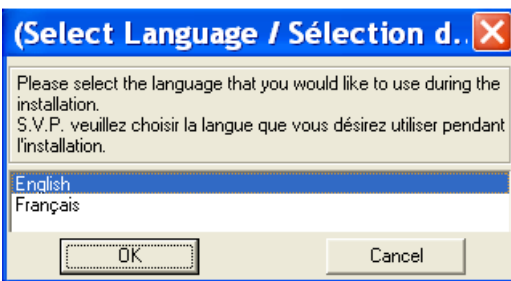 (Select Language / Sélection d..
Please select the language that you would like to use during the
installation.
S.V.P. veuillez choisir la langue que vous désirez utiliser pendant
l'installation.
English
Français
OK
Cancel